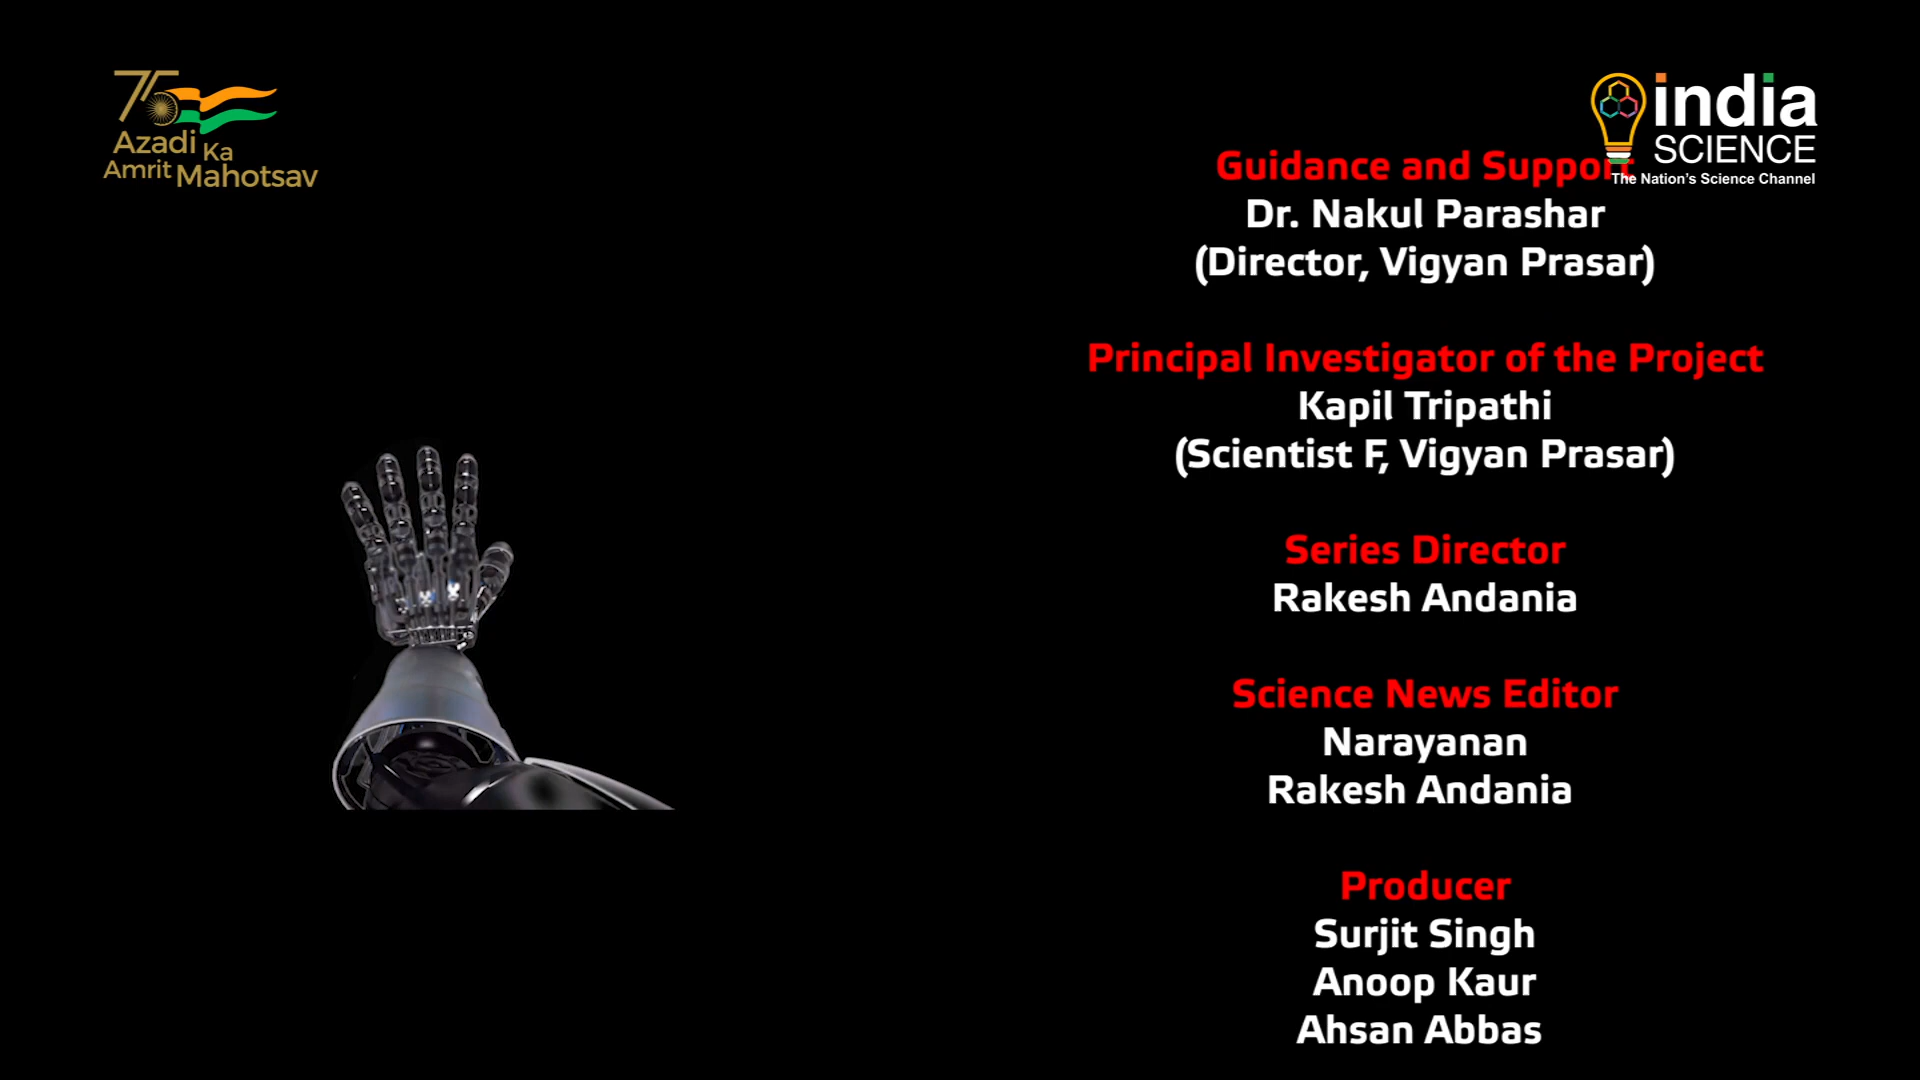 75
Azadi Ka
Amrit Mahotsav
india
SCIENCE
The Nation's Science Channel
Guidance and Support
Dr. Nakul Parashar
(Director, Vigyan Prasar)
Principal Investigator of the Project
Kapil Tripathi
(Scientist F, Vigyan Prasar)
Series Director
Rakesh Andania
Science News Editor
Narayanan
Rakesh Andania
Producer
Surjit Singh
Anoop Kaur
Ahsan Abbas